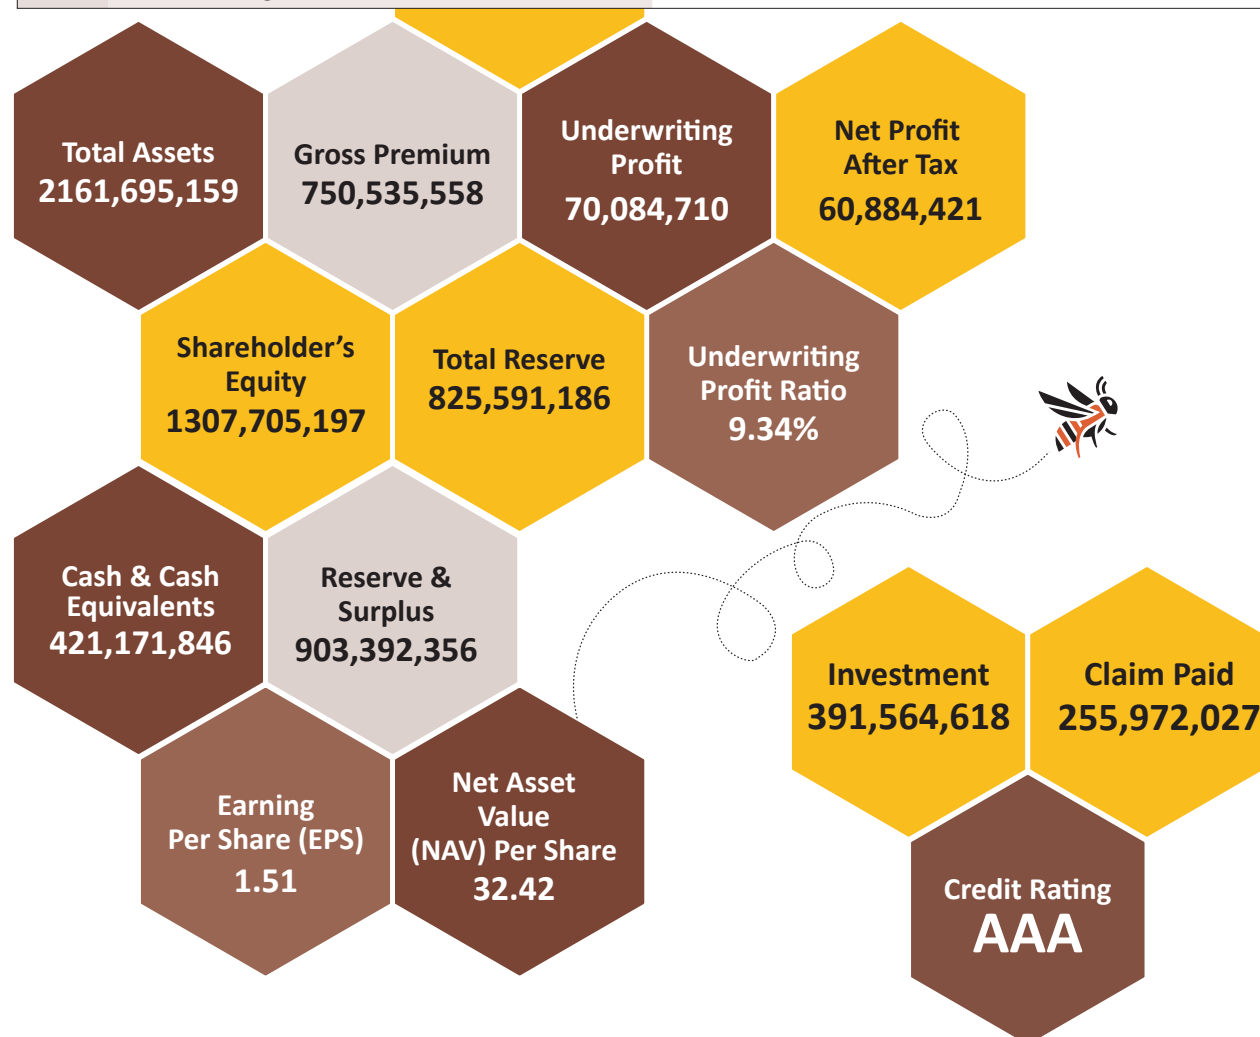 Total Assets
2161,695,159
Gross Premium
750,535,558
Underwriting
Profit
70,084,710
Net Profit
After Tax
60,884,421
Shareholder’s
Equity
1307,705,197
Total Reserve
825,591,186
Underwriting
Profit Ratio
9.34%
Cash & Cash
Equivalents
421,171,846
Reserve &
Surplus
903,392,356
Investment
391,564,618
Claim Paid
255,972,027
Earning
Per Share (EPS)
1.51
Net Asset
Value
(NAV) Per Share
32.42
Credit Rating
AAA